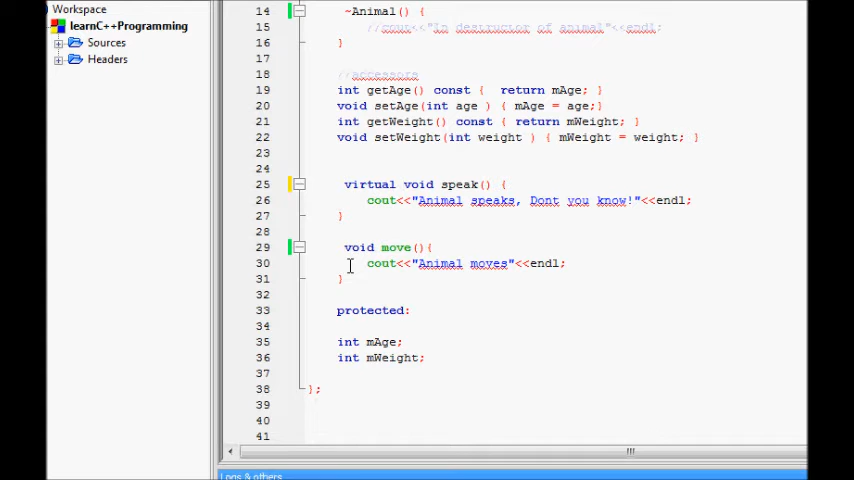 Workspace
learnC++Programming
Sources
Headers
14 ~Animal() {
15 //cout<<"In destructor of animal"<<endl;
16 }
17
18 //accessors
19 int getAge() const {  return mAge; }
20 void setAge(int age ) { mAge = age;}
21 int getWeight() const { return mWeight; }
22 void setWeight(int weight ) { mWeight = weight; }
23
24
25 virtual void speak() {
26 cout<<"Animal speaks, Dont you know!"<<endl;
27 }
28
29 void move(){
30 cout<<"Animal moves"<<endl;
31 }
32
33 protected:
34
35 int mAge;
36 int mWeight;
37
38 };
39
40
41
Logs & others